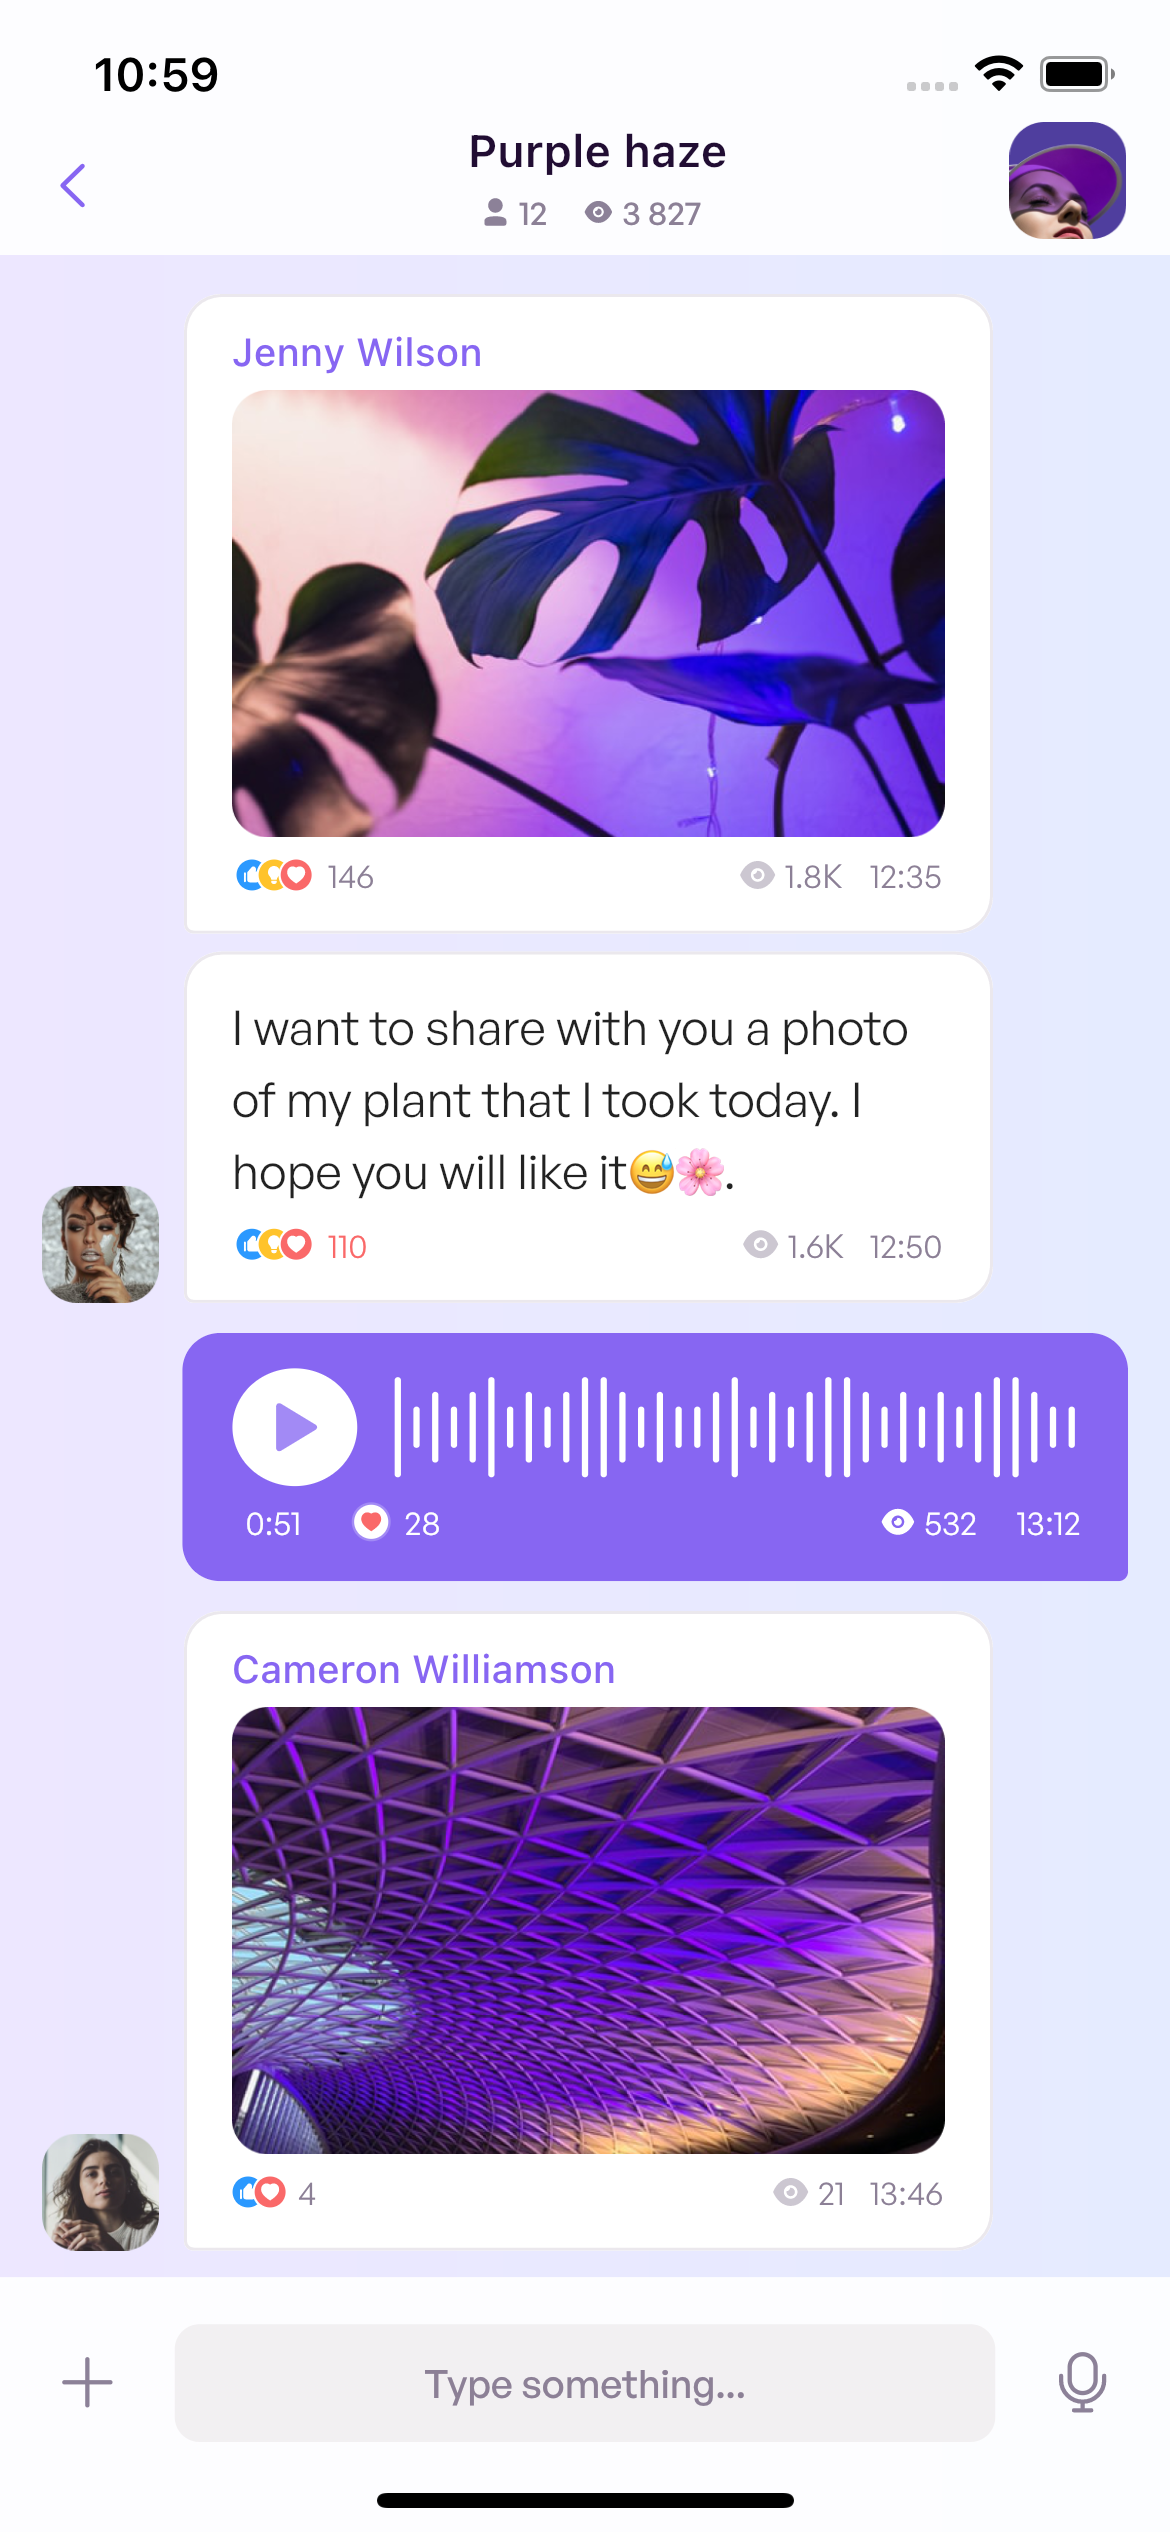 10:59
Purple haze
12 3 827
Jenny Wilson
146 1.8K 12:35
I want to share with you a photo
of my plant that I took today. I
hope you will like it😅🌸.
110 1.6K 12:50
0:51 28 532 13:12
Cameron Williamson
4 21 13:46
Type something...